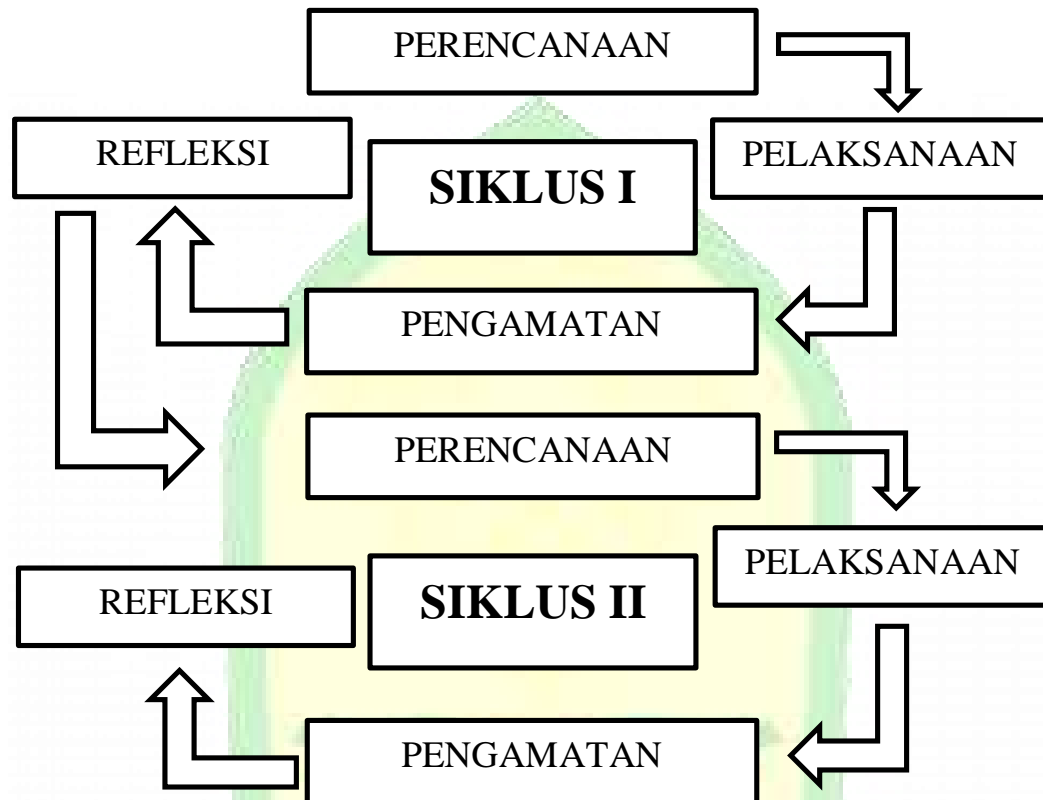 PERENCANAAN
REFLEKSI
SIKLUS I
PELAKSANAAN
PENGAMATAN
PERENCANAAN
REFLEKSI
SIKLUS II
PELAKSANAAN
PENGAMATAN